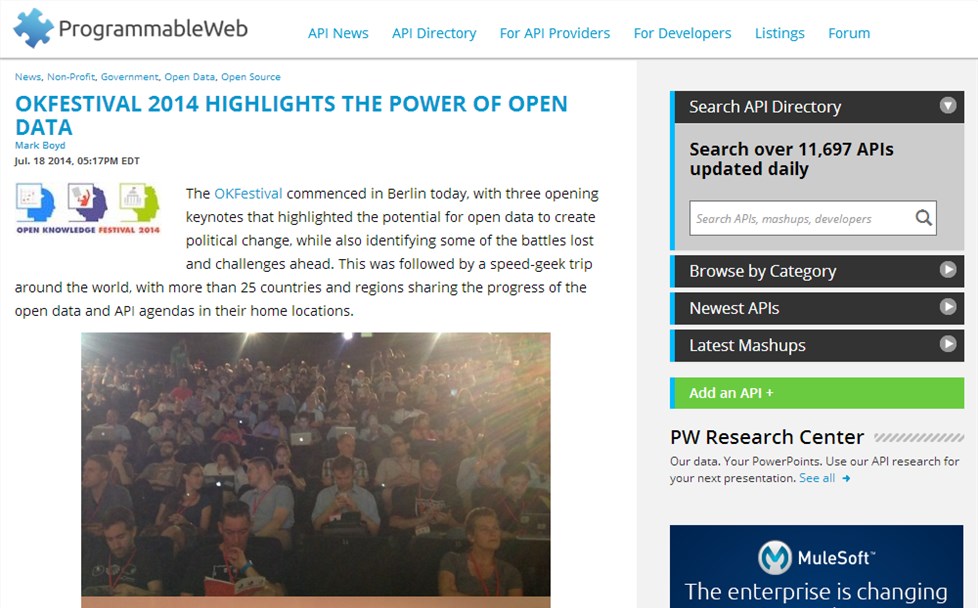 ProgrammableWeb
API News API Directory For API Providers For Developers Listings Forum
News, Non-Profit, Government, Open Data, Open Source
OKFESTIVAL 2014 HIGHLIGHTS THE POWER OF OPEN
DATA
Mark Boyd
Jul. 18 2014, 05:17PM EDT
OPEN KNOWLEDGE FESTIVAL 2014
The OKFestival commenced in Berlin today, with three opening
keynotes that highlighted the potential for open data to create
political change, while also identifying some of the battles lost
and challenges ahead. This was followed by a speed-geek trip
around the world, with more than 25 countries and regions sharing the progress of the
open data and API agendas in their home locations.
Search API Directory
Search over 11,697 APIs
updated daily
Search APIs, mashups, developers
Browse by Category
Newest APIs
Latest Mashups
Add an API +
PW Research Center
Our data. Your PowerPoints. Use our API research for
your next presentation. See all →
MuleSoft™
The enterprise is changing